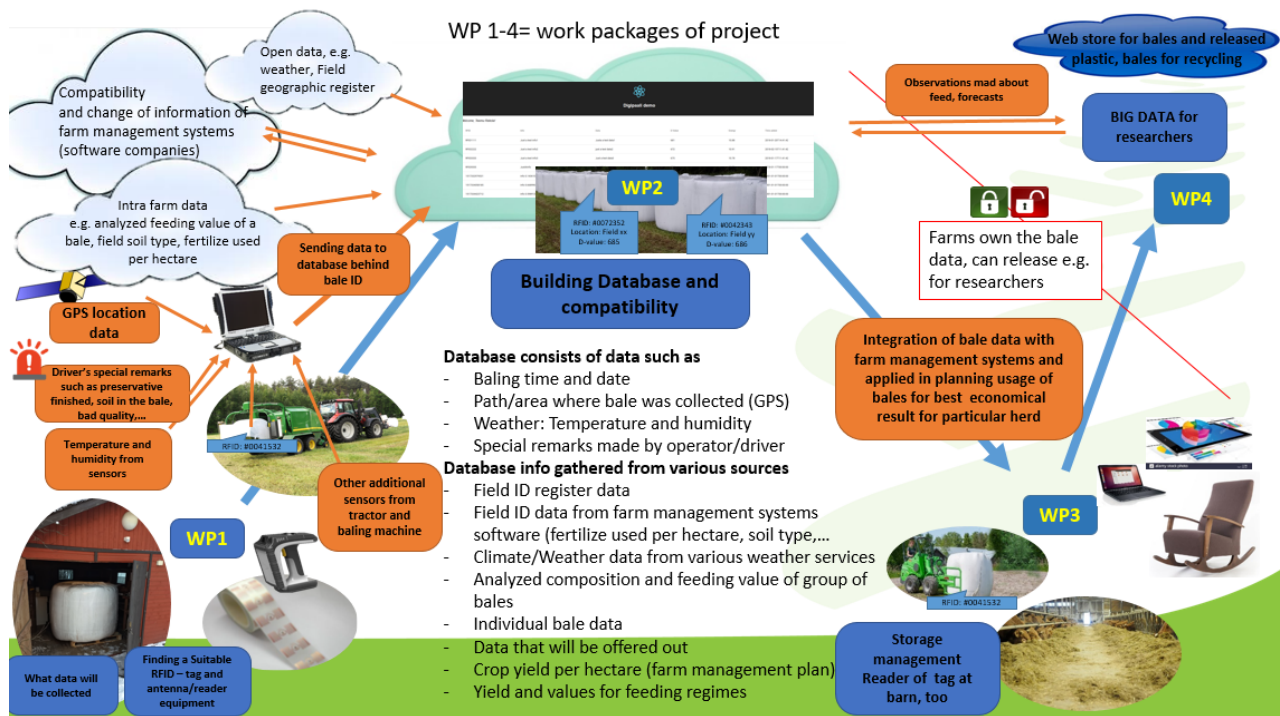 WP 1-4= work packages of project
Open data, e.g.
weather, Field
geographic register
Compatibility
and change of information of
farm management systems
(software companies)
Intra farm data
e.g. analyzed feeding value of a
bale, field soil type, fertilize used
per hectare
Sending data to
database behind
bale ID
GPS location
data
Driver's special remarks
such as preservative
finished, soil in the bale,
bad quality,...
Temperature and
humidity from
sensors
RFID: #0041532
Other additional
sensors from
tractor and
baling machine
WP1
What data will
be collected
Finding a Suitable
RFID – tag and
antenna/reader
equipment
Digipaali demo
WP2
RFID: #0072352
Location: Field xx
D-value: 685
RFID: #0042343
Location: Field yy
D-value: 686
Building Database and
compatibility
Database consists of data such as
- Baling time and date
- Path/area where bale was collected (GPS)
- Weather: Temperature and humidity
- Special remarks made by operator/driver
Database info gathered from various sources
- Field ID register data
- Field ID data from farm management systems
software (fertilize used per hectare, soil type,...
- Climate/Weather data from various weather services
- Analyzed composition and feeding value of group of
bales
- Individual bale data
- Data that will be offered out
- Crop yield per hectare (farm management plan)
- Yield and values for feeding regimes
Web store for bales and released
plastic, bales for recycling
Observations mad about
feed, forecasts
BIG DATA for
researchers
WP4
Farms own the bale
data, can release e.g.
for researchers
Integration of bale data with
farm management systems and
applied in planning usage of
bales for best economical
result for particular herd
WP3
RFID: #0041532
Storage
management
Reader of tag at
barn, too